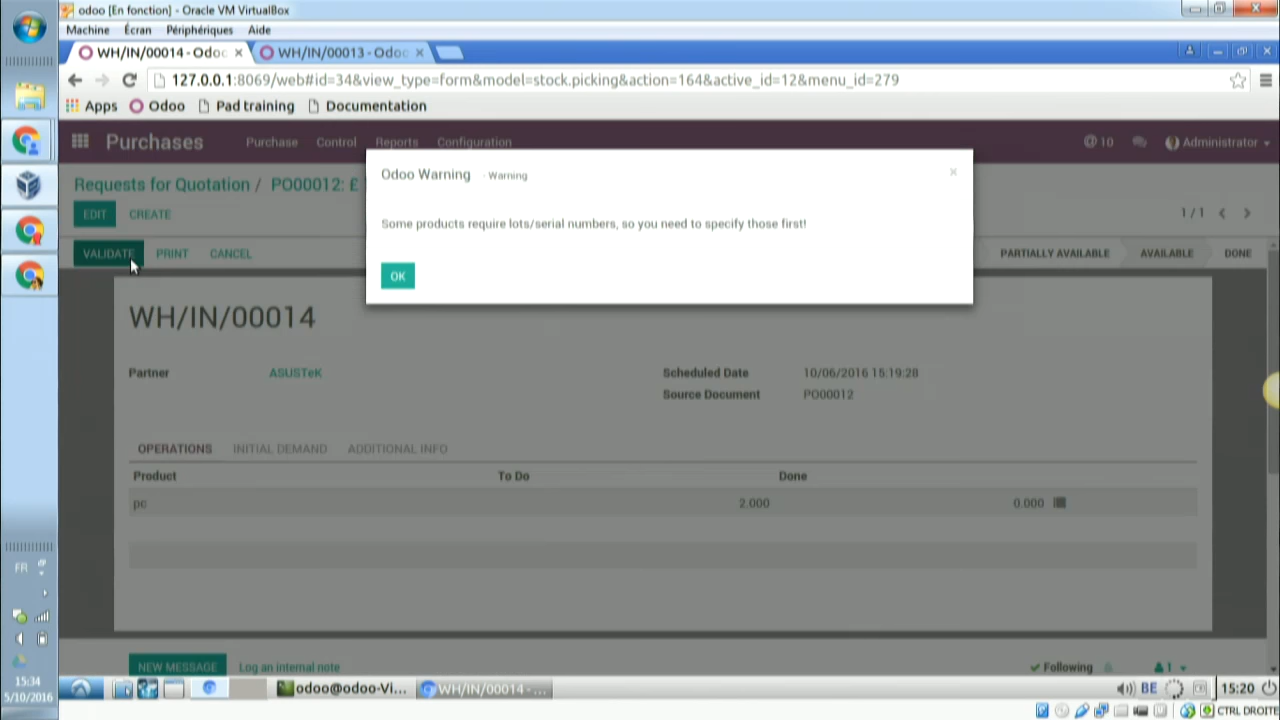 odoo [En fonction] - Oracle VM VirtualBox
Machine Écran Périphériques Aide
WH/IN/00014 - Odoo × WH/IN/00013 - Odoo ×
127.0.0.1:8069/web#id=34&view_type=form&model=stock.picking&action=164&active_id=12&menu_id=279
Apps Odoo Pad training Documentation
Purchases Purchase Control Reports Configuration @ 10 Administrator
Requests for Quotation / PO00012: £
Odoo Warning - Warning ×
EDIT CREATE 1 / 1
Some products require lots/serial numbers, so you need to specify those first!
VALIDATE PRINT CANCEL PARTIALLY AVAILABLE AVAILABLE DONE
OK
WH/IN/00014
Partner ASUSTeK Scheduled Date 10/06/2016 15:19:28
Source Document PO00012
OPERATIONS INITIAL DEMAND ADDITIONAL INFO
Product To Do Done
pc 2.000 0.000
NEW MESSAGE Log an internal note Following 1
FR
15:34
5/10/2016
odoo@odoo-Vi... WH/IN/00014 - ... BE 15:20
CTRL DROITE